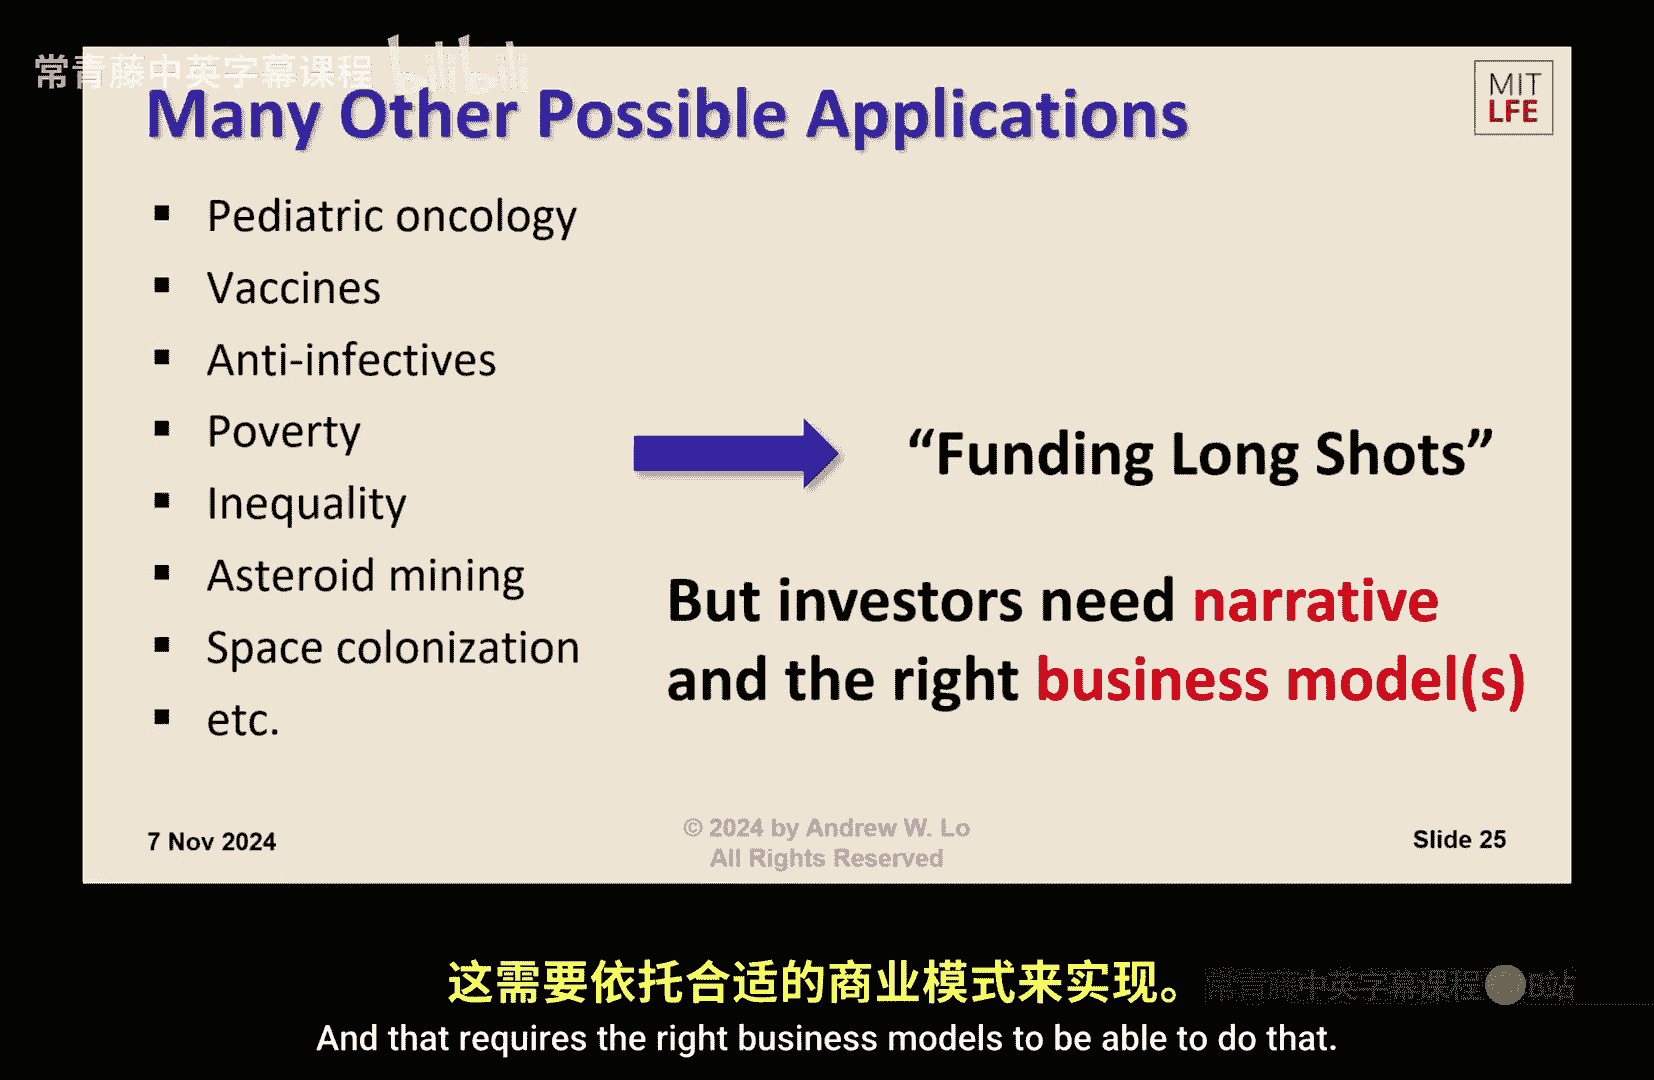 常青藤中英字幕课程 bilibili
Many Other Possible Applications
MIT
LFE
▪ Pediatric oncology
▪ Vaccines
▪ Anti-infectives
▪ Poverty
▪ Inequality
▪ Asteroid mining
▪ Space colonization
▪ etc.
“Funding Long Shots”
But investors need narrative
and the right business model(s)
7 Nov 2024
© 2024 by Andrew W. Lo
All Rights Reserved
Slide 25
这需要依托合适的商业模式来实现。
常青藤中英字幕课程 B站
And that requires the right business models to be able to do that.